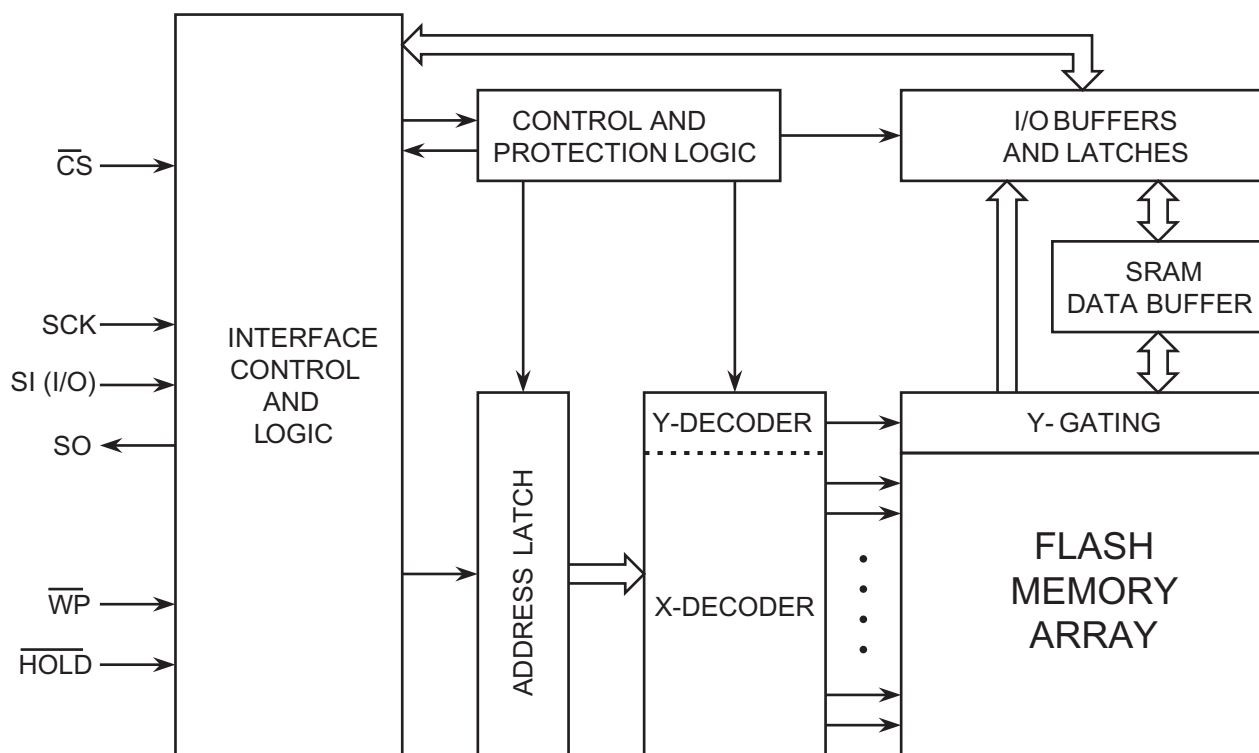 CS
SCK
SI (I/O)
SO
WP
HOLD
INTERFACE
CONTROL
AND
LOGIC
CONTROL AND
PROTECTION LOGIC
I/O BUFFERS
AND LATCHES
SRAM
DATA BUFFER
ADDRESS LATCH
Y-DECODER
X-DECODER
Y- GATING
FLASH
MEMORY
ARRAY